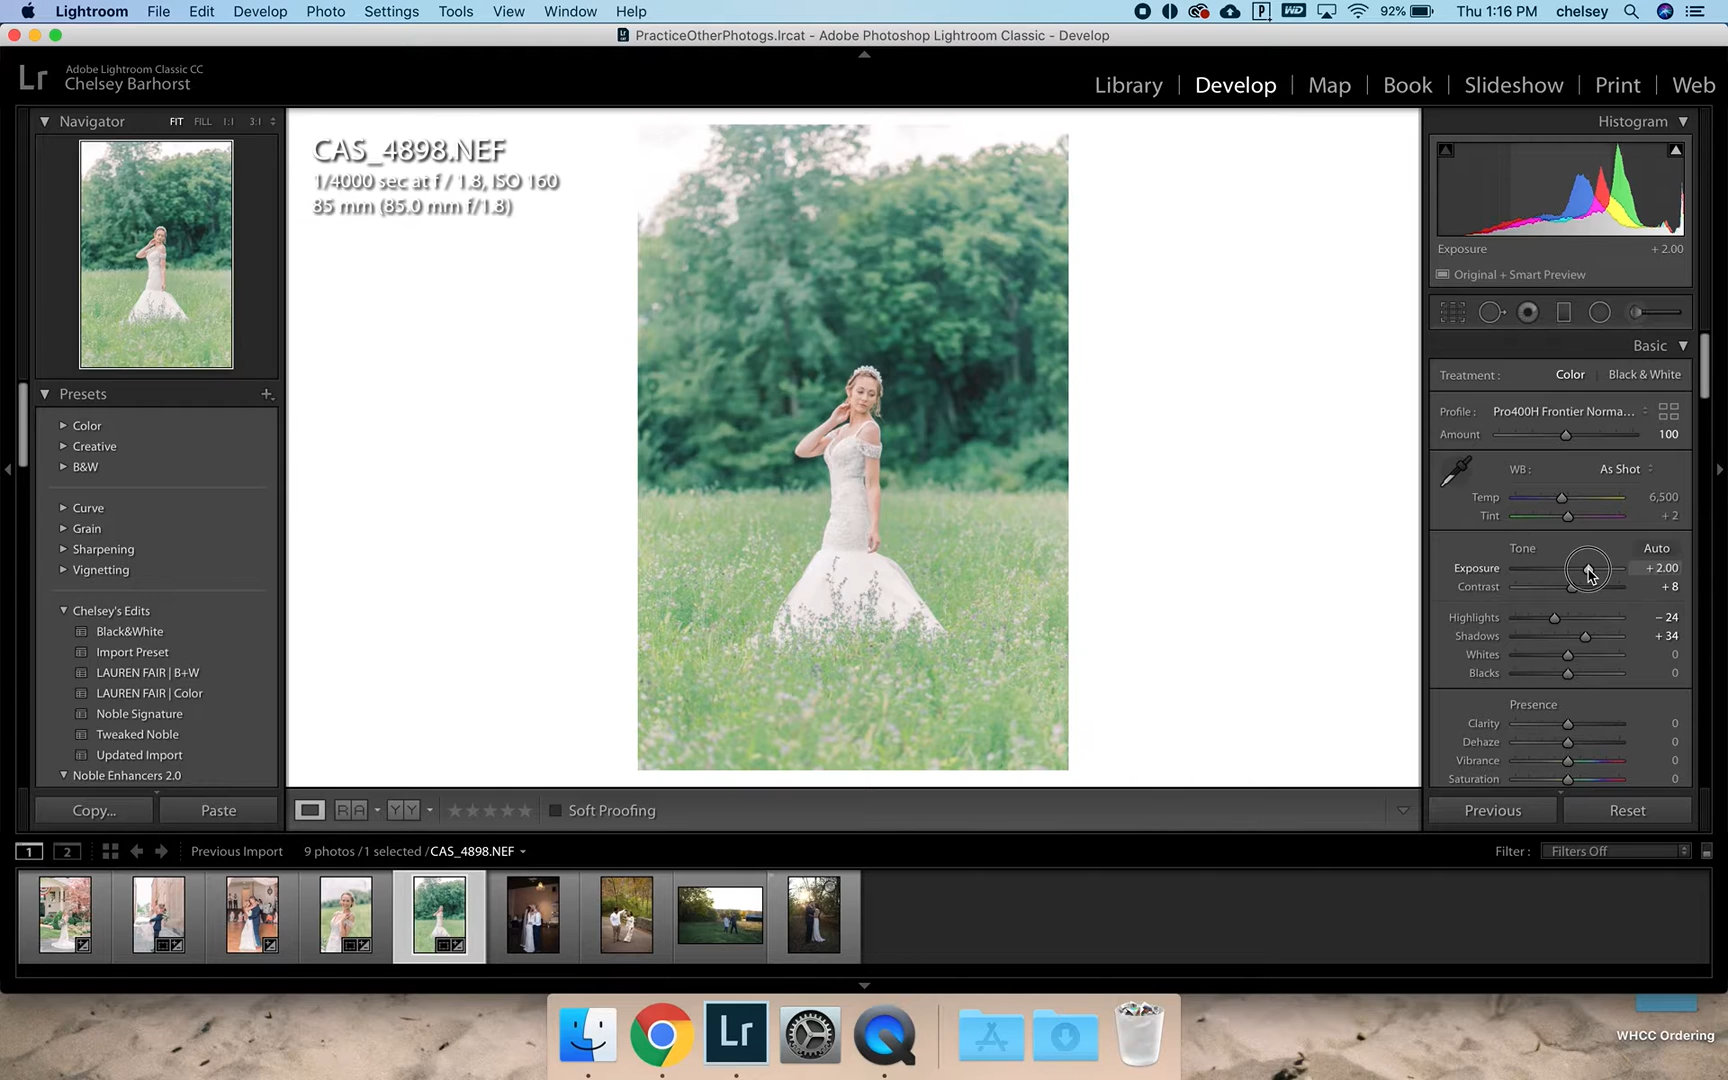 Lightroom File Edit Develop Photo Settings Tools View Window Help
P WD 92% Thu 1:16 PM chelsey
Lr PracticeOtherPhotogs.lrcat - Adobe Photoshop Lightroom Classic - Develop
Lr
Adobe Lightroom Classic CC
Chelsey Barhorst
Library | Develop | Map | Book | Slideshow | Print | Web
Navigator FIT FILL 1:1 3:1
CAS_4898.NEF
1/4000 sec at f / 1.8, ISO 160
85 mm (85.0 mm f/1.8)
Presets +
Color
Creative
B&W
Curve
Grain
Sharpening
Vignetting
Chelsey's Edits
Black&White
Import Preset
LAUREN FAIR | B+W
LAUREN FAIR | Color
Noble Signature
Tweaked Noble
Updated Import
Noble Enhancers 2.0
Copy... Paste
Histogram
Exposure + 2.00
Original + Smart Preview
Basic
Treatment : Color | Black & White
Profile : Pro400H Frontier Norma...
Amount 100
WB : As Shot
Temp 6,500
Tint + 2
Tone Auto
Exposure + 2.00
Contrast + 8
Highlights − 24
Shadows + 34
Whites 0
Blacks 0
Presence
Clarity 0
Dehaze 0
Vibrance 0
Saturation 0
Previous Reset
R A Y Y Soft Proofing
1 2 Previous Import 9 photos /1 selected /CAS_4898.NEF Filter : Filters Off
Lr
WHCC Ordering